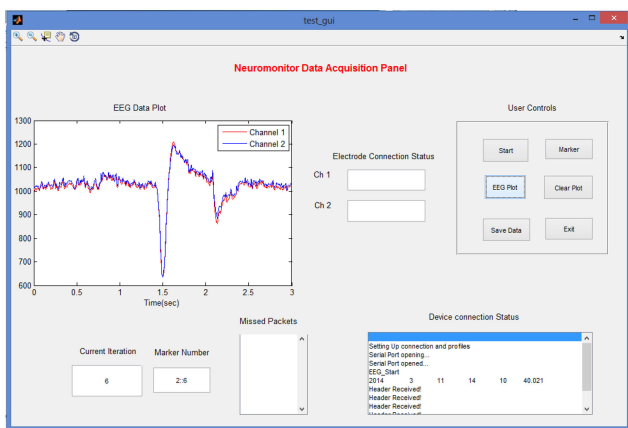 test_gui
Neuromonitor Data Acquisition Panel
EEG Data Plot
1300
1200
1100
1000
900
800
700
600
0 0.5 1 1.5 2 2.5 3
Time(sec)
Channel 1
Channel 2
Electrode Connection Status
Ch 1
Ch 2
User Controls
Start Marker
EEG Plot Clear Plot
Save Data Exit
Current Iteration
6
Marker Number
2:6
Missed Packets
Device connection Status
Setting Up connection and profiles
Serial Port opening...
Serial Port opened...
EEG_Start
2014 3 11 14 10 40.021
Header Received!
Header Received!
Header Received!
Header Received!